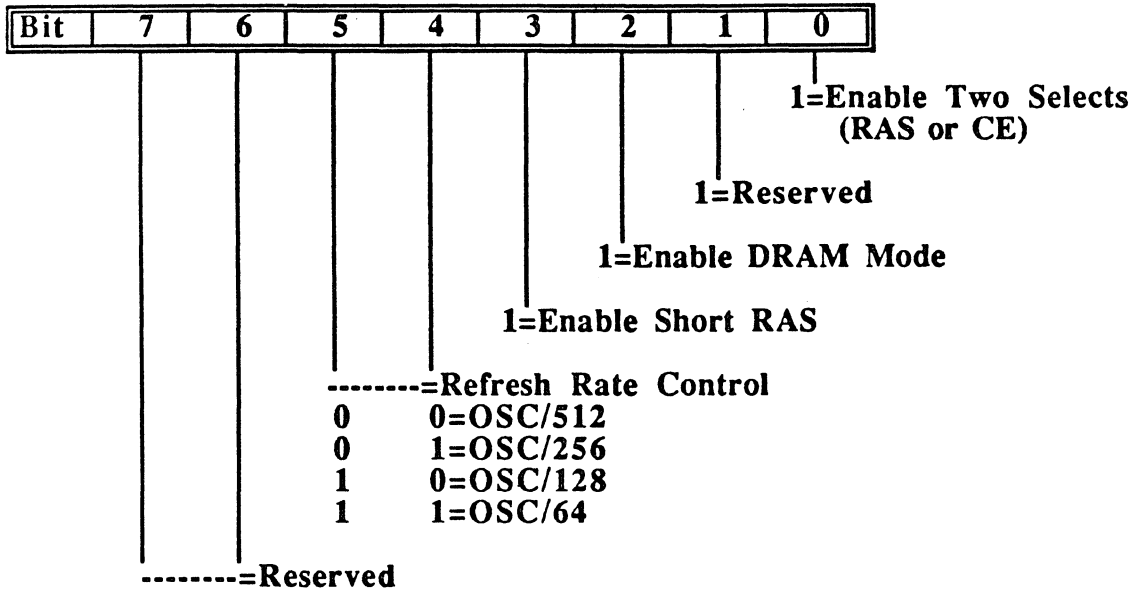 Bit 7 6 5 4 3 2 1 0
1=Enable Two Selects
(RAS or CE)
1=Reserved
1=Enable DRAM Mode
1=Enable Short RAS
--------=Refresh Rate Control
0 0=OSC/512
0 1=OSC/256
1 0=OSC/128
1 1=OSC/64
--------=Reserved